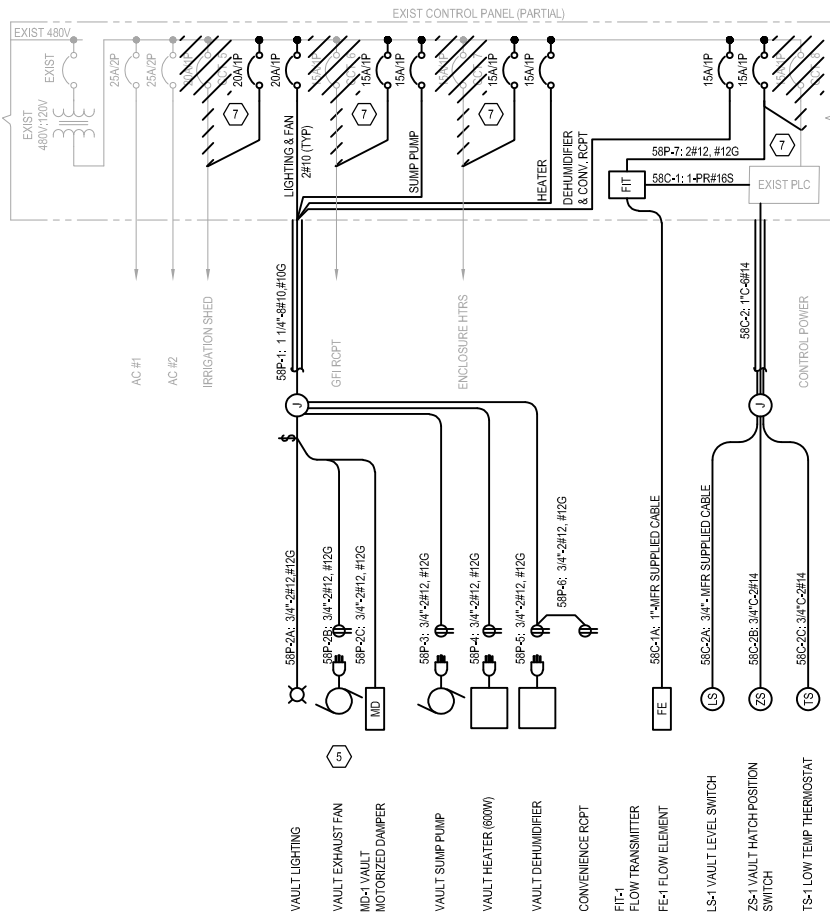 EXIST CONTROL PANEL (PARTIAL)
EXIST 480V
EXIST
EXIST
480V:120V
25A/2P
25A/2P
20A/1P
20A/1P
20A/1P
15A/1P
15A/1P
15A/1P
15A/1P
15A/1P
15A/1P
15A/1P
7
7
7
7
LIGHTING & FAN
2#10 (TYP)
SUMP PUMP
HEATER
DEHUMIDIFIER
& CONV. RCPT
58P-7: 2#12, #12G
58C-1: 1-PR#16S
FIT
EXIST PLC
AC #1
AC #2
IRRIGATION SHED
58P-1: 1 1/4"-8#10,#10G
GFI RCPT
ENCLOSURE HTRS
58C-2: 1"C-6#14
CONTROL POWER
J
J
$
58P-2A: 3/4"-2#12,#12G
58P-2B: 3/4"-2#12, #12G
58P-2C: 3/4"-2#12, #12G
58P-3: 3/4"-2#12, #12G
58P-4: 3/4"-2#12, #12G
58P-5: 3/4"-2#12, #12G
58P-6: 3/4"-2#12, #12G
58C-1A: 1"-MFR SUPPLIED CABLE
58C-2A: 3/4"- MFR SUPPLIED CABLE
58C-2B: 3/4"C-2#14
58C-2C: 3/4"C-2#14
MD
FE
LS
ZS
TS
5
VAULT LIGHTING
VAULT EXHAUST FAN
MD-1 VAULT
MOTORIZED DAMPER
VAULT SUMP PUMP
VAULT HEATER (600W)
VAULT DEHUMIDIFIER
CONVENIENCE RCPT
FIT-1
FLOW TRANSMITTER
FE-1 FLOW ELEMENT
LS-1 VAULT LEVEL SWITCH
ZS-1 VAULT HATCH POSITION
SWITCH
TS-1 LOW TEMP THERMOSTAT